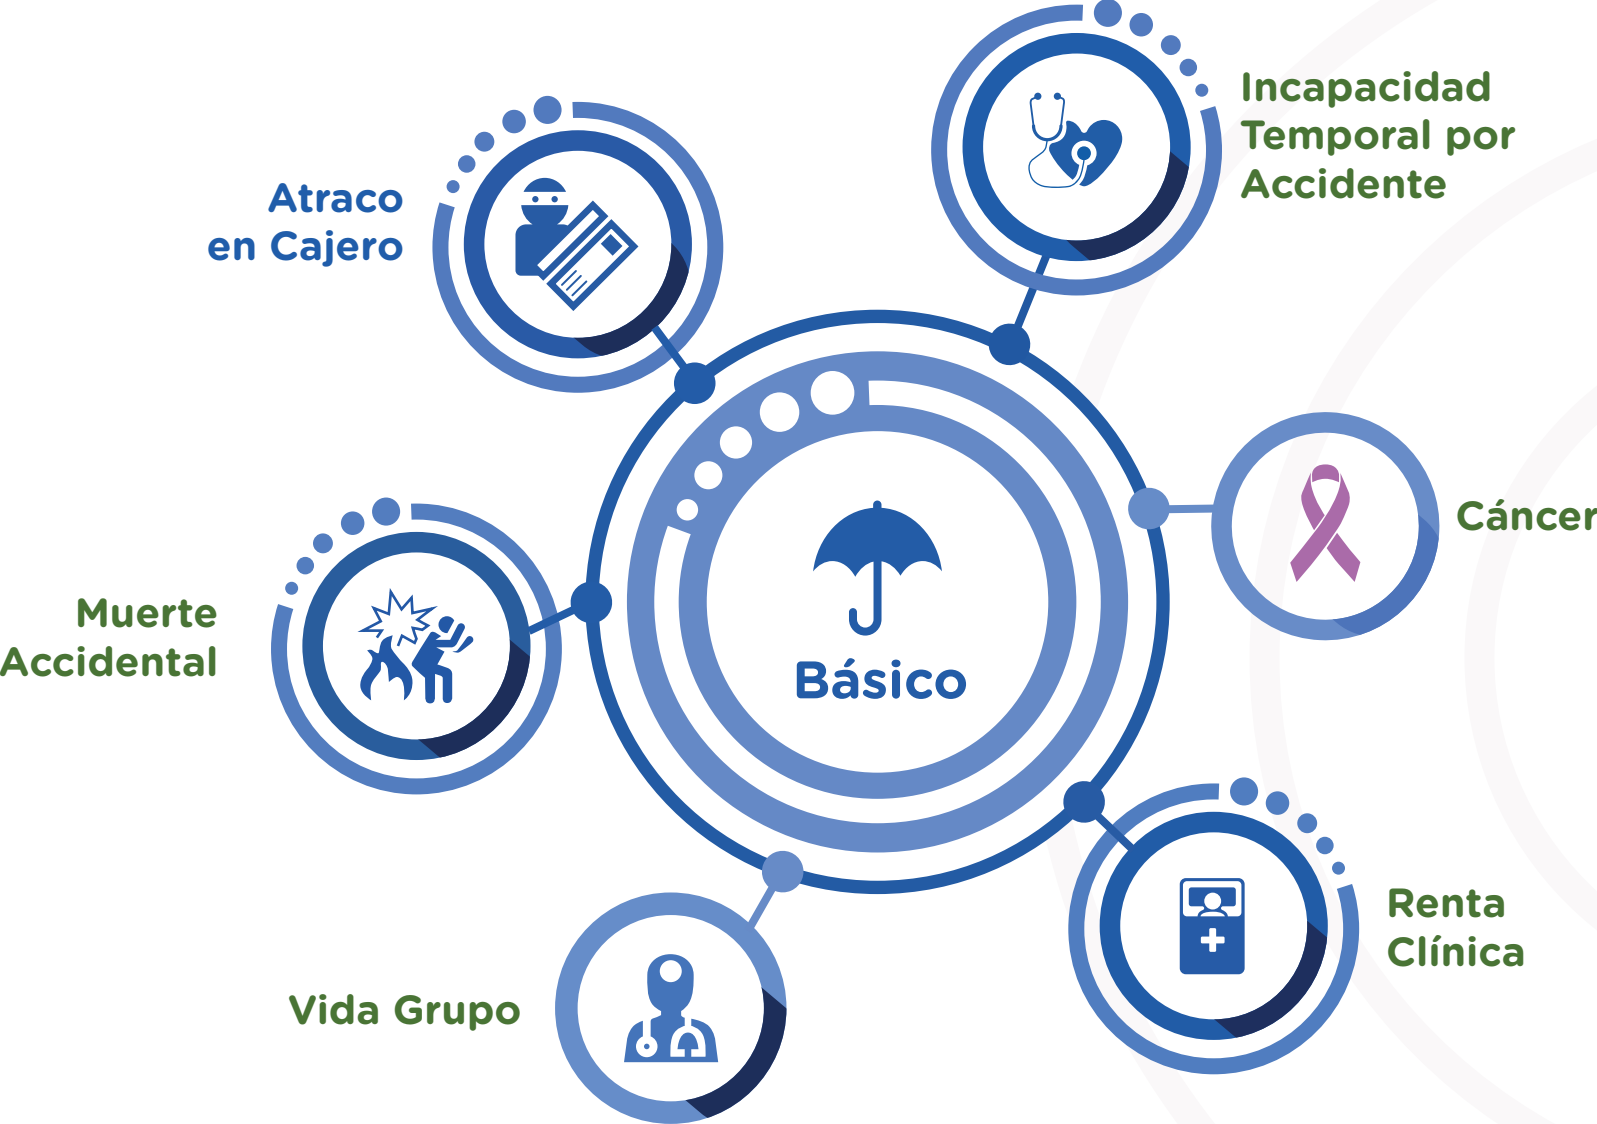 Incapacidad
Temporal por
Accidente
Atraco
en Cajero
Cáncer
Muerte
Accidental
Básico
Renta
Clínica
Vida Grupo